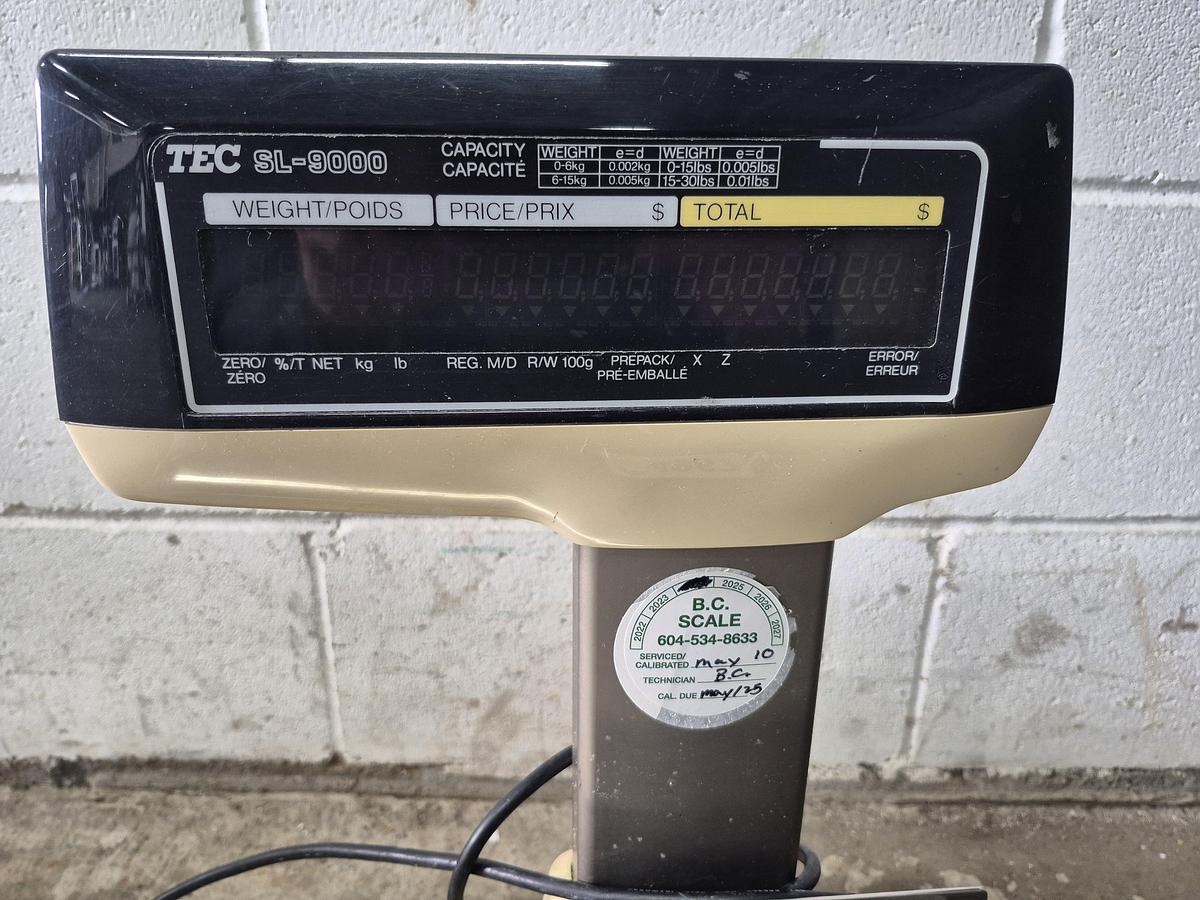 TEC SL-9000
CAPACITY
CAPACITÉ
WEIGHT e=d WEIGHT e=d
0-6kg 0.002kg 0-15lbs 0.005lbs
6-15kg 0.005kg 15-30lbs 0.01lbs
WEIGHT/POIDS PRICE/PRIX $ TOTAL $
ZERO/ %/T NET kg lb REG. M/D R/W 100g PREPACK/ X Z ERROR/
ZÉRO PRÉ-EMBALLÉ ERREUR
2022 2023 2025 2026 2027
B.C.
SCALE
604-534-8633
SERVICED/
CALIBRATED may 10
TECHNICIAN B.C.
CAL. DUE may/25